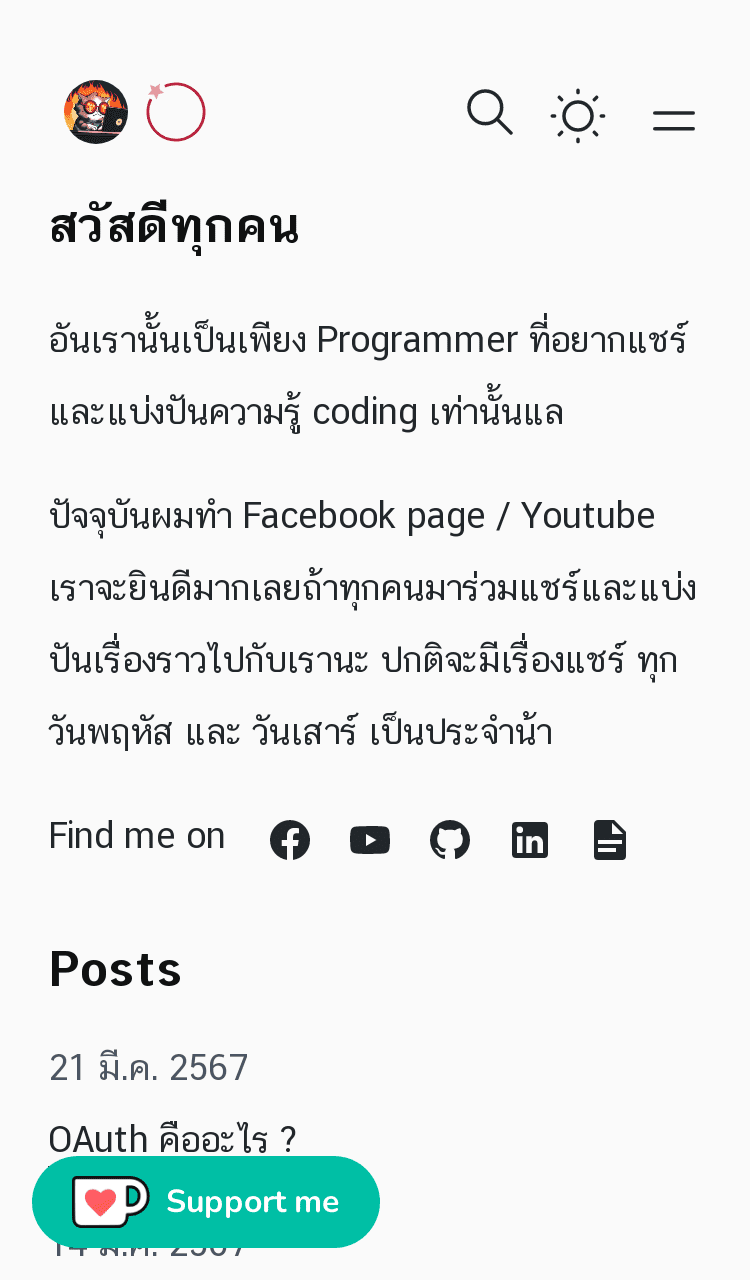 สวัสดีทุกคน
อันเรานั้นเป็นเพียง Programmer ที่อยากแชร์
และแบ่งปันความรู้ coding เท่านั้นแล
ปัจจุบันผมทำ Facebook page / Youtube
เราจะยินดีมากเลยถ้าทุกคนมาร่วมแชร์และแบ่ง
ปันเรื่องราวไปกับเรานะ ปกติจะมีเรื่องแชร์ ทุก
วันพฤหัส และ วันเสาร์ เป็นประจำน้า
Find me on
Posts
21 มี.ค. 2567
OAuth คืออะไร ?
Support me
14 มี.ค. 2567